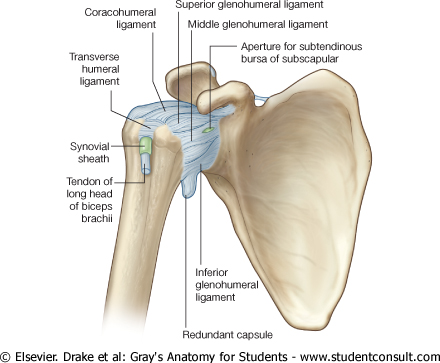 Superior glenohumeral ligament
Coracohumeral
ligament
Middle glenohumeral ligament
Aperture for subtendinous
bursa of subscapular
Transverse
humeral
ligament
Synovial
sheath
Tendon of
long head
of biceps
brachii
Inferior
glenohumeral
ligament
Redundant capsule
© Elsevier. Drake et al: Gray's Anatomy for Students - www.studentconsult.com